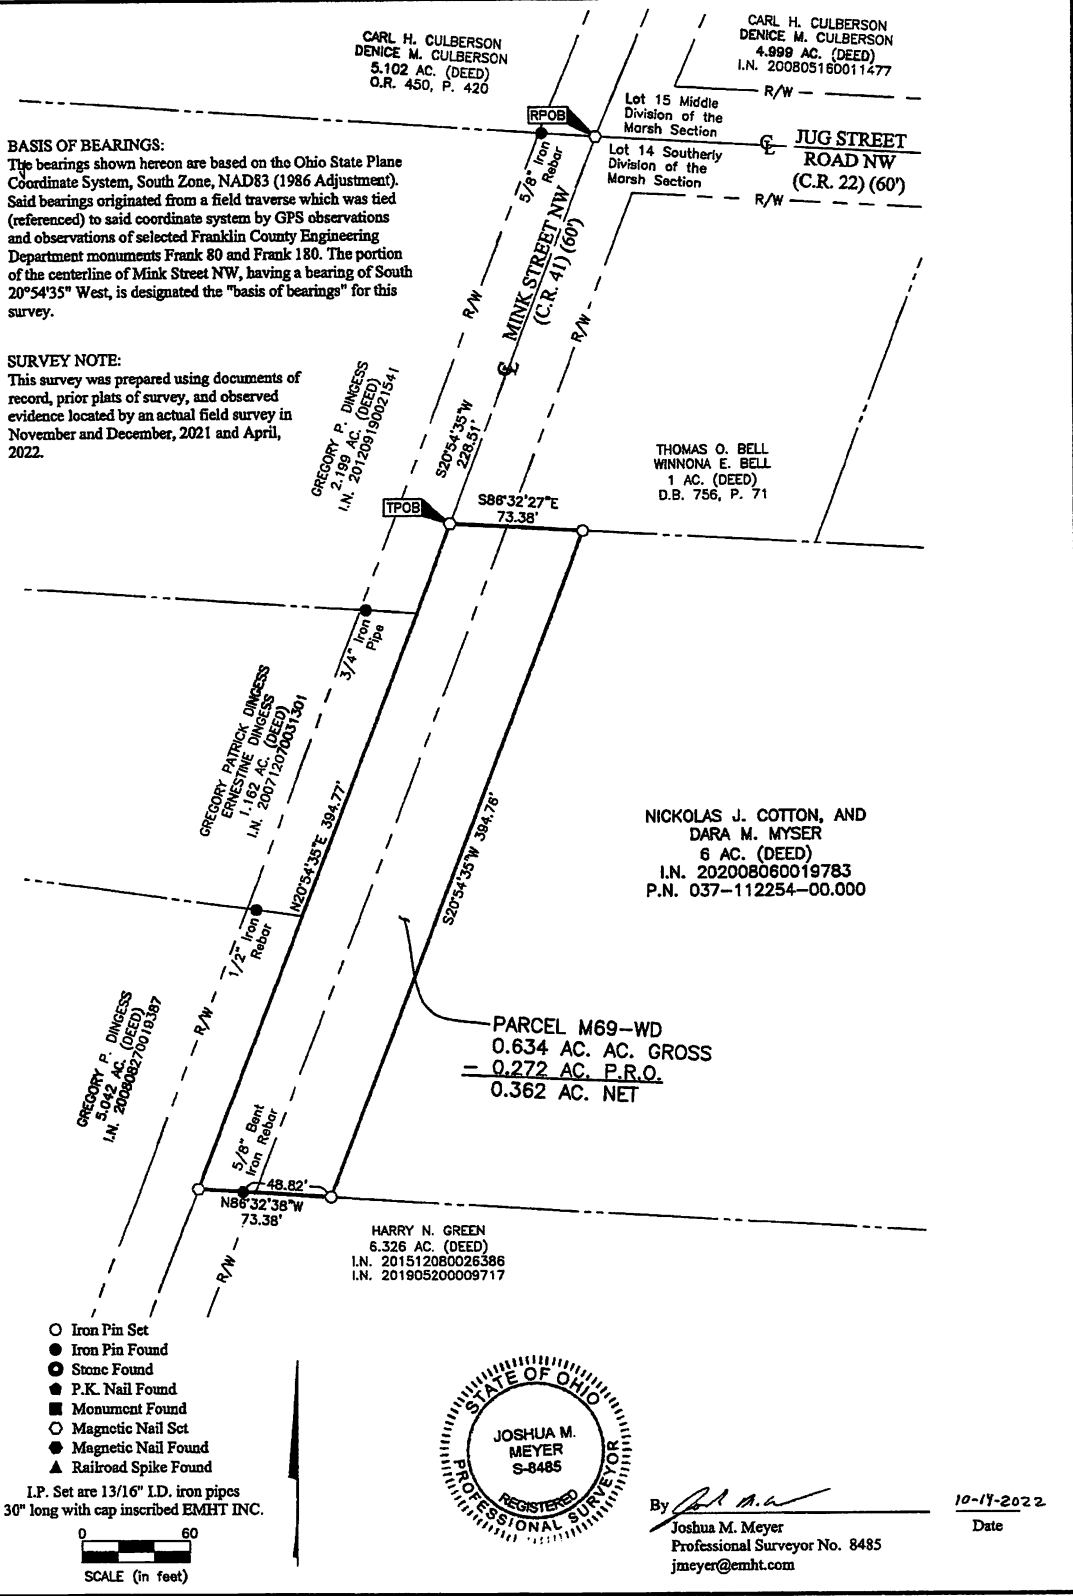 CARL H. CULBERSON
DENICE M. CULBERSON
5.102 AC. (DEED)
O.R. 450, P. 420
CARL H. CULBERSON
DENICE M. CULBERSON
4.999 AC. (DEED)
I.N. 200805160011477
R/W
RPOB
Lot 15 Middle
Division of the
Marsh Section
Lot 14 Southerly
Division of the
Marsh Section
CL
JUG STREET
ROAD NW
(C.R. 22) (60')
R/W
5/8" Iron
Rebar
BASIS OF BEARINGS:
The bearings shown hereon are based on the Ohio State Plane
Coordinate System, South Zone, NAD83 (1986 Adjustment).
Said bearings originated from a field traverse which was tied
(referenced) to said coordinate system by GPS observations
and observations of selected Franklin County Engineering
Department monuments Frank 80 and Frank 180. The portion
of the centerline of Mink Street NW, having a bearing of South
20°54'35" West, is designated the "basis of bearings" for this
survey.
MINK STREET NW
(C.R. 41) (60')
R/W
R/W
CL
SURVEY NOTE:
This survey was prepared using documents of
record, prior plats of survey, and observed
evidence located by an actual field survey in
November and December, 2021 and April,
2022.
GREGORY P. DINGESS
2.199 AC. (DEED)
I.N. 201209190021541
S20°54'35"W
228.51'
THOMAS O. BELL
WINNONA E. BELL
1 AC. (DEED)
D.B. 756, P. 71
TPOB
S86°32'27"E
73.38'
3/4" Iron
Pipe
GREGORY PATRICK DINGESS
ERNESTINE DINGESS
1.162 AC. (DEED)
I.N. 200712070031301
N20°54'35"E 394.77'
S20°54'35"W 394.76'
NICKOLAS J. COTTON, AND
DARA M. MYSER
6 AC. (DEED)
I.N. 202008060019783
P.N. 037-112254-00.000
1/2" Iron
Rebar
R/W
GREGORY P. DINGESS
5.042 AC. (DEED)
I.N. 200808270019387
PARCEL M69-WD
0.634 AC. AC. GROSS
- 0.272 AC. P.R.O.
0.362 AC. NET
5/8" Bent
Iron Rebar
48.82'
N86°32'38"W
73.38'
R/W
HARRY N. GREEN
6.326 AC. (DEED)
I.N. 201512080026386
I.N. 201905200009717
Iron Pin Set
Iron Pin Found
Stone Found
P.K. Nail Found
Monument Found
Magnetic Nail Set
Magnetic Nail Found
Railroad Spike Found
I.P. Set are 13/16" I.D. iron pipes
30" long with cap inscribed EMHT INC.
0 60
SCALE (in feet)
STATE OF OHIO
JOSHUA M.
MEYER
S-8485
REGISTERED
PROFESSIONAL SURVEYOR
By
10-14-2022
Joshua M. Meyer
Date
Professional Surveyor No. 8485
jmeyer@emht.com